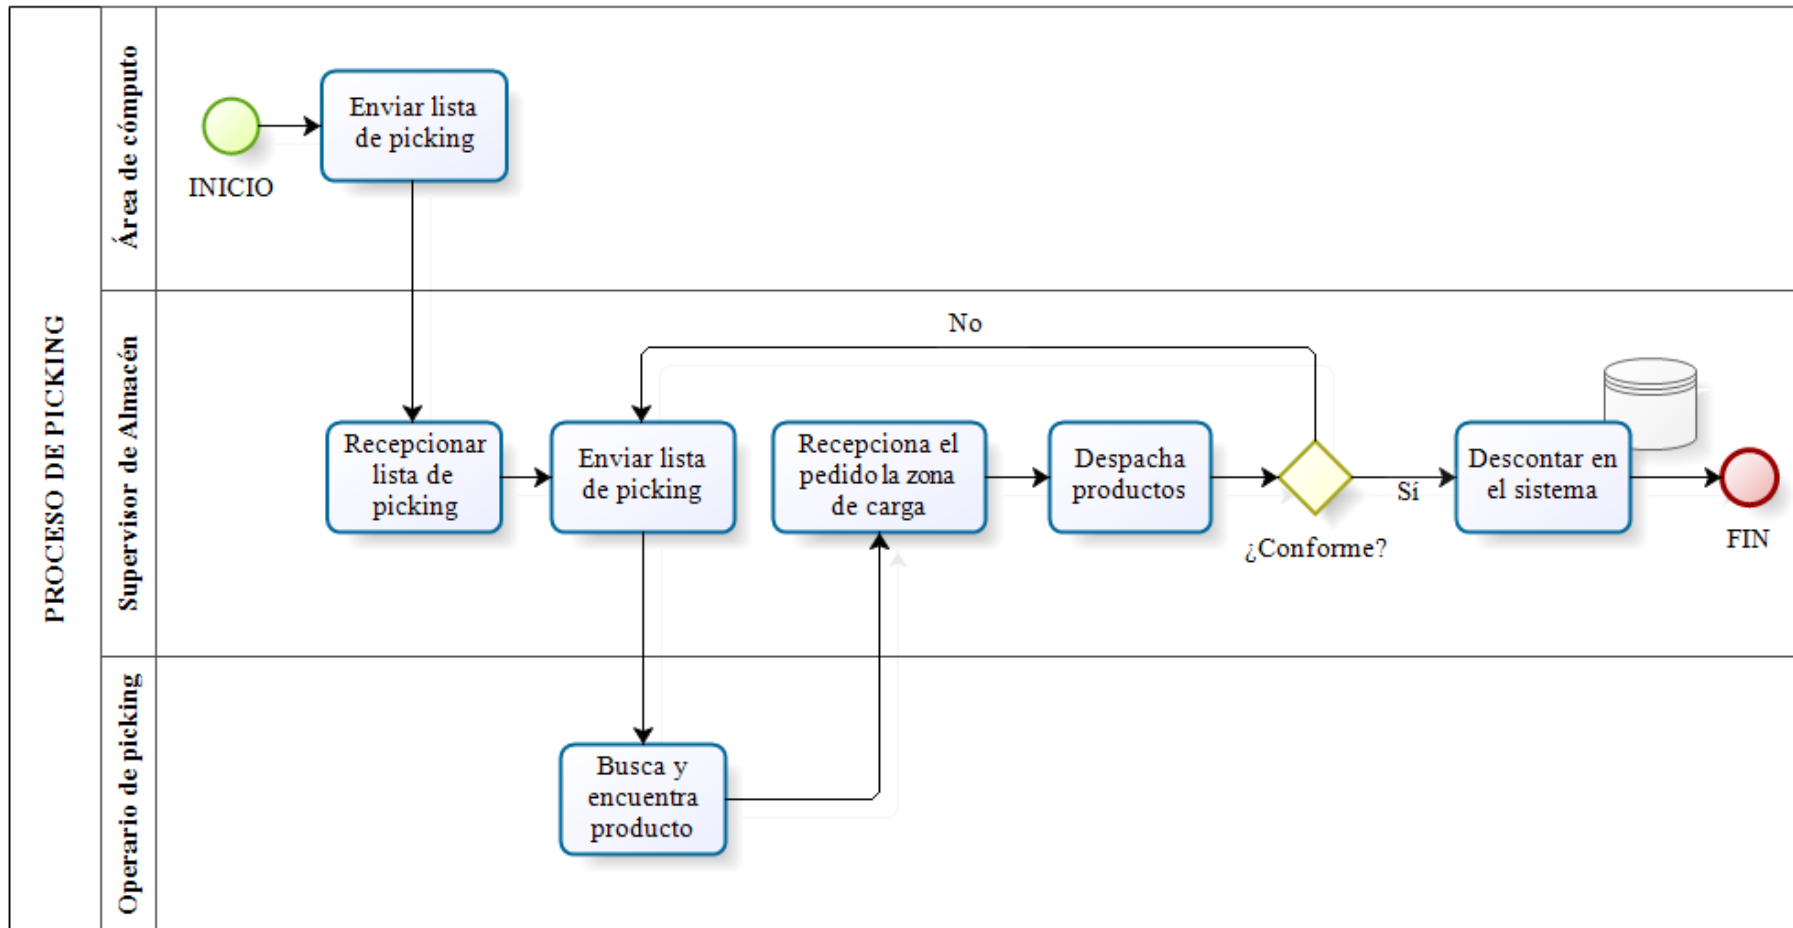 PROCESO DE PICKING
Área de cómputo
INICIO
Enviar lista
de picking
Supervisor de Almacén
No
Recepcionar
lista de
picking
Enviar lista
de picking
Recepciona el
pedido la zona
de carga
Despacha
productos
¿Conforme?
Sí
Descontar en
el sistema
FIN
Operario de picking
Busca y
encuentra
producto